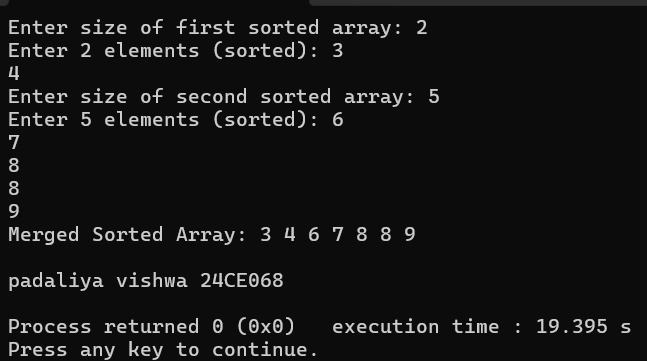 Enter size of first sorted array: 2
Enter 2 elements (sorted): 3
4
Enter size of second sorted array: 5
Enter 5 elements (sorted): 6
7
8
8
9
Merged Sorted Array: 3 4 6 7 8 8 9
padaliya vishwa 24CE068
Process returned 0 (0x0)   execution time : 19.395 s
Press any key to continue.